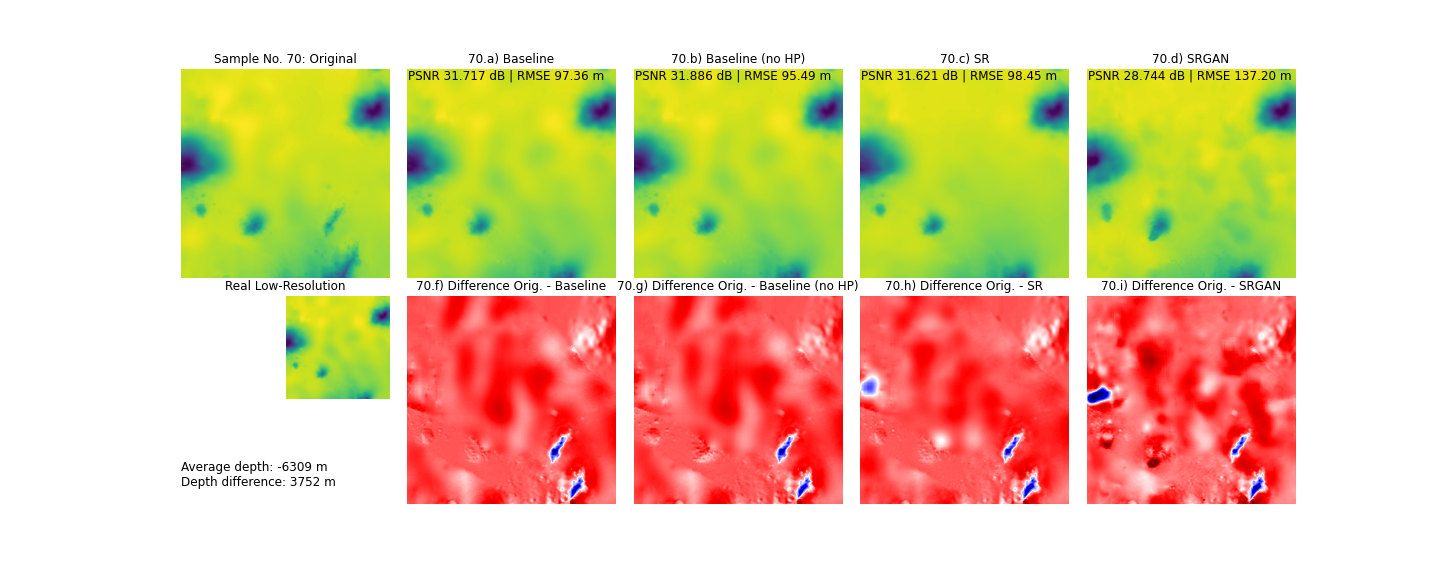 Sample No. 70: Original
70.a) Baseline
70.b) Baseline (no HP)
70.c) SR
70.d) SRGAN
PSNR 31.717 dB | RMSE 97.36 m
PSNR 31.886 dB | RMSE 95.49 m
PSNR 31.621 dB | RMSE 98.45 m
PSNR 28.744 dB | RMSE 137.20 m
Real Low-Resolution
70.f) Difference Orig. - Baseline
70.g) Difference Orig. - Baseline (no HP)
70.h) Difference Orig. - SR
70.i) Difference Orig. - SRGAN
Average depth: -6309 m
Depth difference: 3752 m